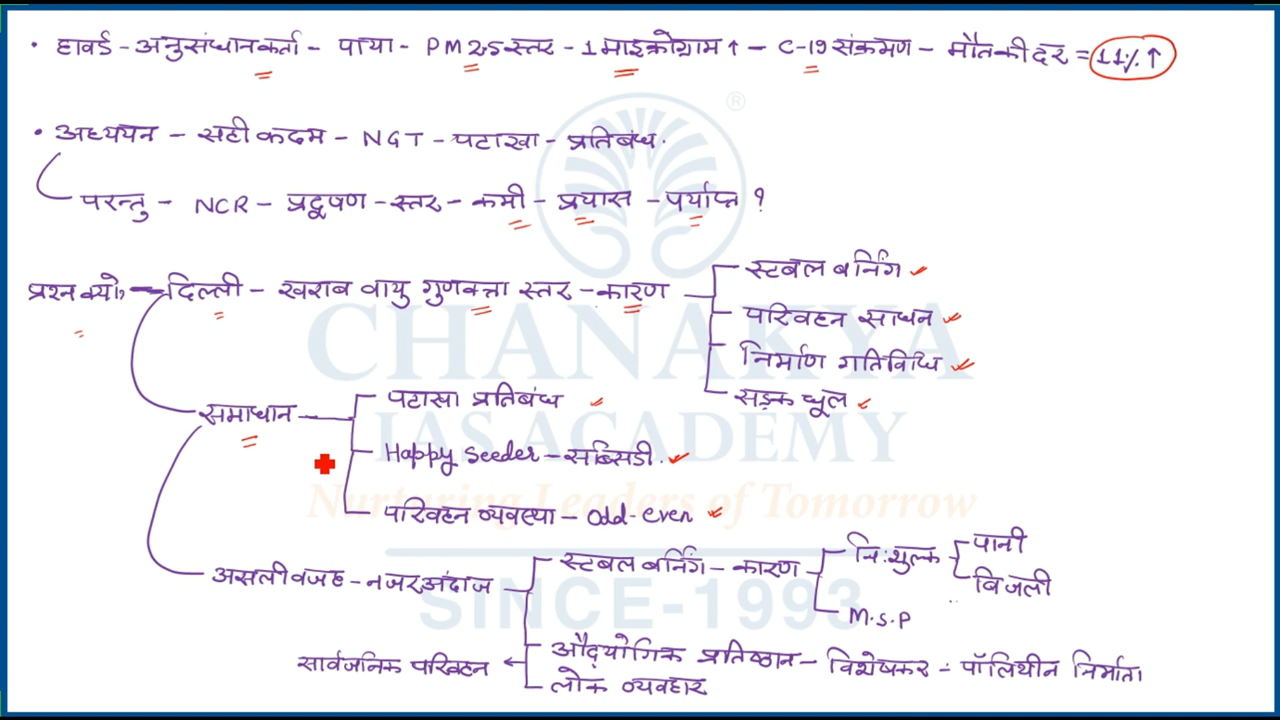 • हावर्ड - अनुसंधानकर्ता - पाया - PM 2.5 स्तर - 1 माइक्रोग्राम ↑ - C-19 संक्रमण - मौत की दर = 11% ↑
• अध्ययन - सही कदम - NGT - पटाखा - प्रतिबंध.
परन्तु - NCR - प्रदूषण - स्तर - कमी - प्रयास - पर्याप्त ?
प्रश्न क्यों, - दिल्ली - खराब वायु गुणवत्ता स्तर - कारण
स्टबल बर्निंग
परिवहन साधन
निर्माण गतिविधि
सड़क धूल
समाधान
पटाखा प्रतिबंध
Happy Seeder - सब्सिडी.
परिवहन व्यवस्था - odd-even
असली वजह - नजरअंदाज
स्टबल बर्निंग - कारण
नि:शुल्क
पानी
बिजली
M.S.P
औद्योगिक प्रतिष्ठान - विशेषकर - पॉलिथीन निर्माता
लोक व्यवहार
सार्वजनिक परिवहन
CHANAKYA
IAS ACADEMY
Nurturing Leaders of Tomorrow
SINCE-1993
®